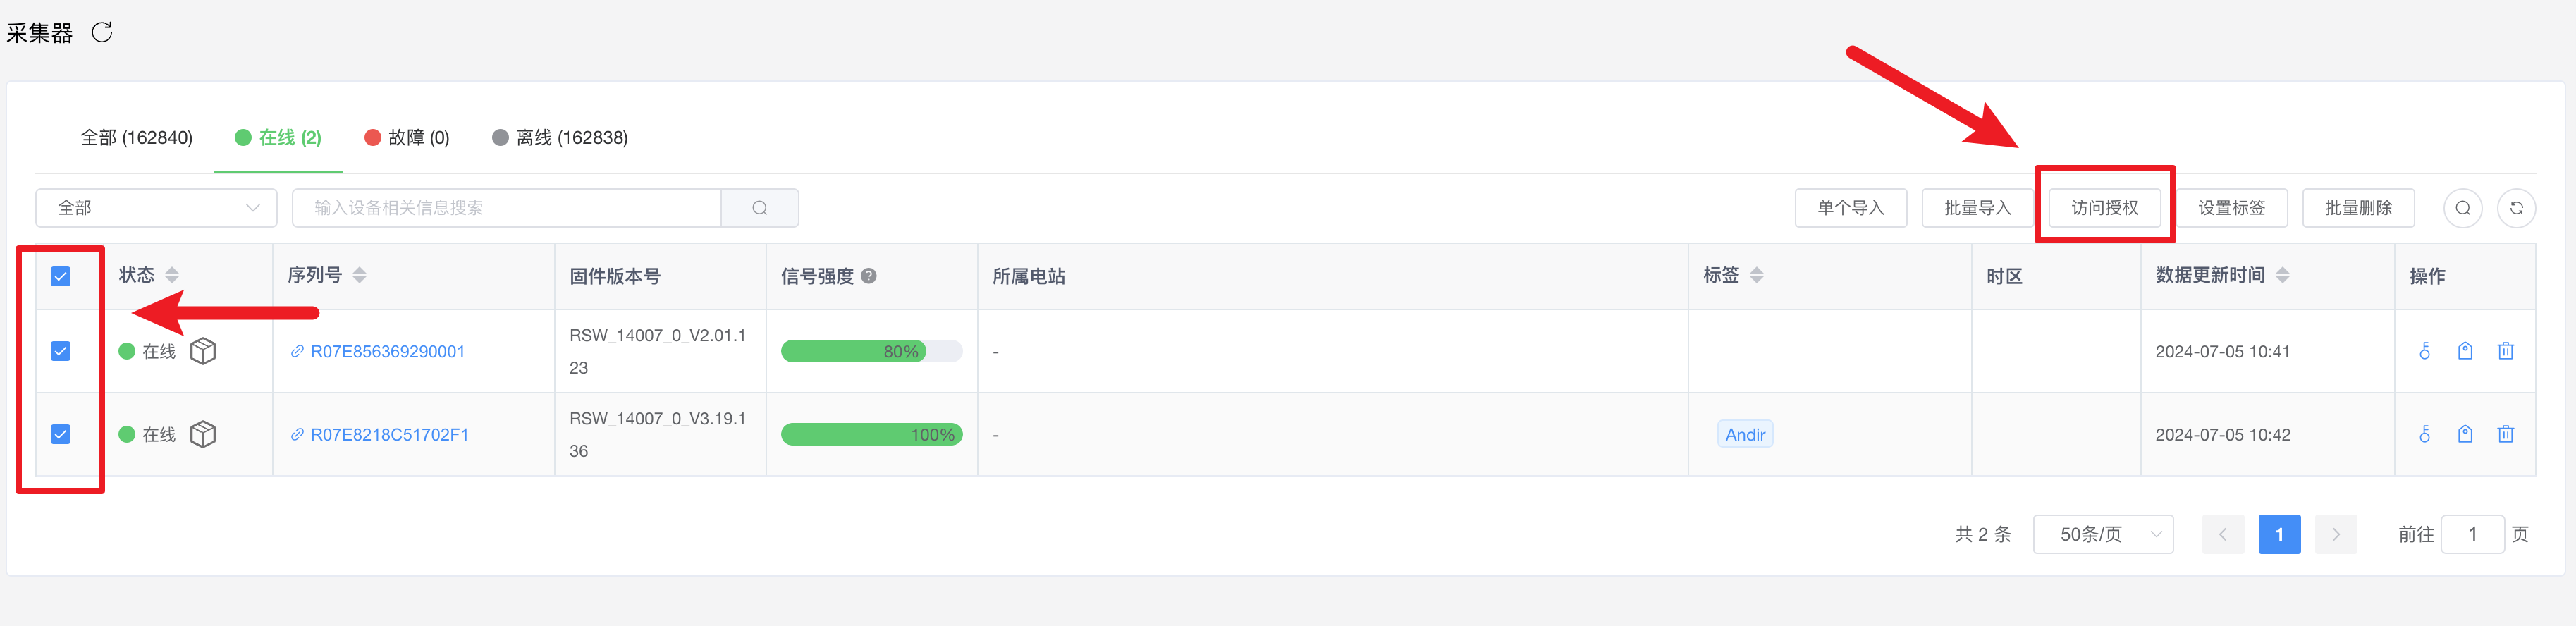 采集器
全部 (162840) 在线 (2) 故障 (0) 离线 (162838)
全部 输入设备相关信息搜索 单个导入 批量导入 访问授权 设置标签 批量删除
状态 序列号 固件版本号 信号强度 ? 所属电站 标签 时区 数据更新时间 操作
在线 R07E856369290001 RSW_14007_0_V2.01.1 80% - 2024-07-05 10:41
23
在线 R07E8218C51702F1 RSW_14007_0_V3.19.1 100% - Andir 2024-07-05 10:42
36
共 2 条 50条/页 1 前往 1 页